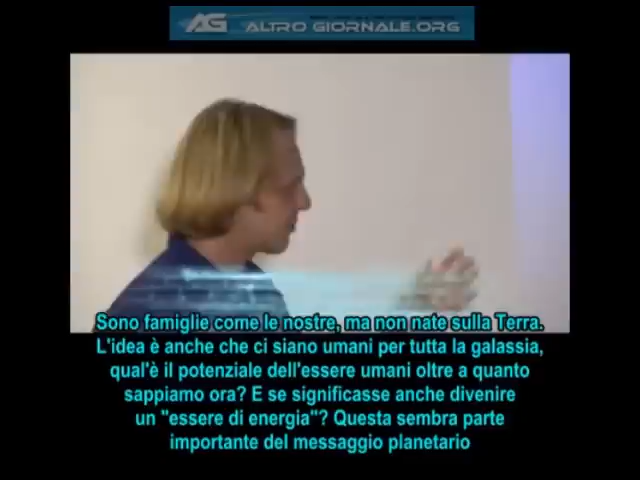 AG ALTRO GIORNALE.ORG
Sono famiglie come le nostre, ma non nate sulla Terra.
L'idea è anche che ci siano umani per tutta la galassia,
qual'è il potenziale dell'essere umani oltre a quanto
sappiamo ora? E se significasse anche divenire
un "essere di energia"? Questa sembra parte
importante del messaggio planetario